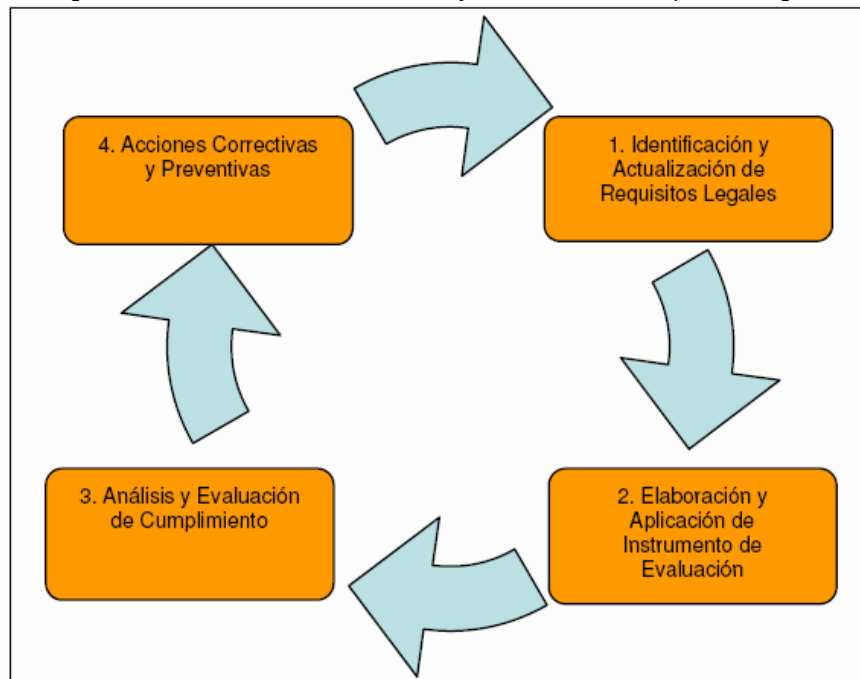 1. Identificación y
Actualización de
Requisitos Legales
2. Elaboración y
Aplicación de
Instrumento de
Evaluación
3. Análisis y Evaluación
de Cumplimiento
4. Acciones Correctivas
y Preventivas